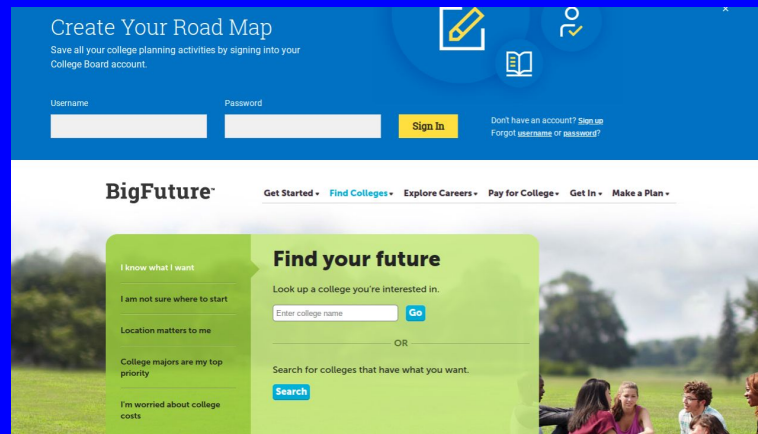 ×
Create Your Road Map
Save all your college planning activities by signing into your
College Board account.
Username
Password
Sign In
Don't have an account? Sign up
Forgot username or password?
BigFuture™
Get Started
Find Colleges
Explore Careers
Pay for College
Get In
Make a Plan
I know what I want
I am not sure where to start
Location matters to me
College majors are my top
priority
I'm worried about college
costs
Find your future
Look up a college you're interested in.
Enter college name
Go
OR
Search for colleges that have what you want.
Search